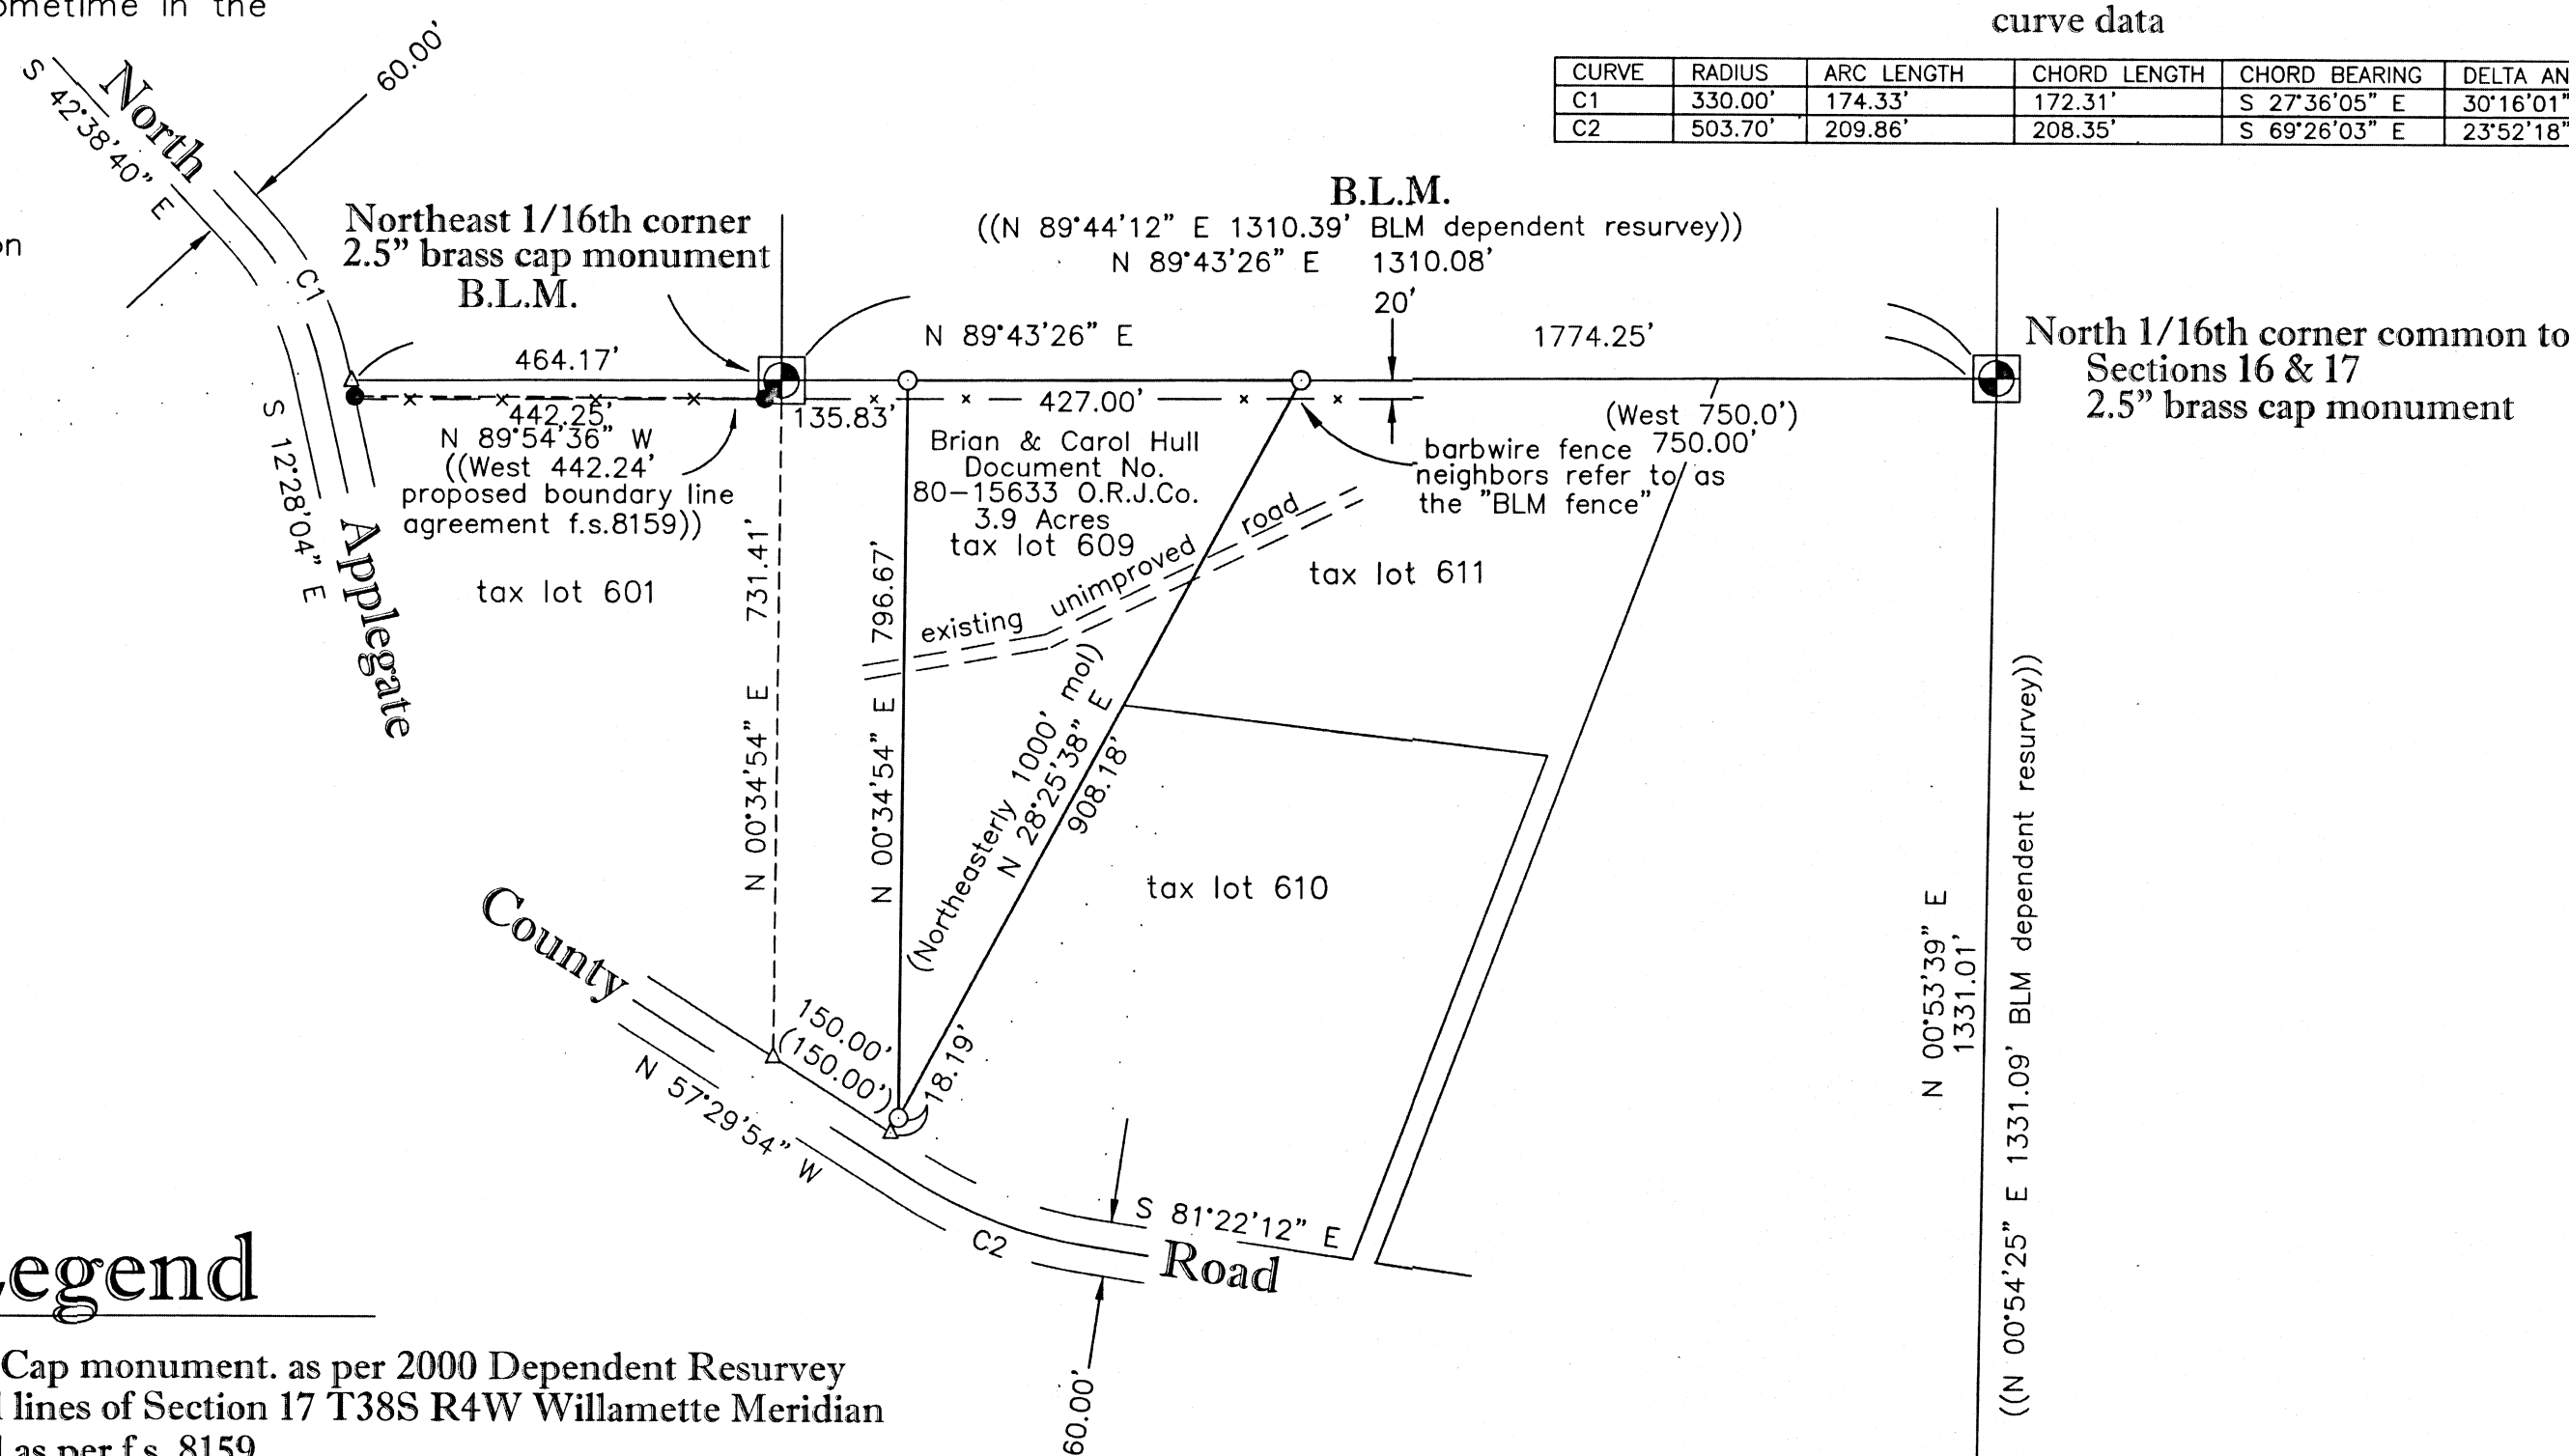 ometime in the
60.00'
North
S 42°38'40" E
curve data
CURVE RADIUS ARC LENGTH CHORD LENGTH CHORD BEARING DELTA AN
C1 330.00' 174.33' 172.31' S 27°36'05" E 30°16'01"
C2 503.70' 209.86' 208.35' S 69°26'03" E 23°52'18"
on
C1
Northeast 1/16th corner
2.5" brass cap monument
B.L.M.
B.L.M.
((N 89°44'12" E 1310.39' BLM dependent resurvey))
N 89°43'26" E 1310.08'
20'
464.17'
N 89°43'26" E
1774.25'
North 1/16th corner common to
Sections 16 & 17
2.5" brass cap monument
442.25'
N 89°54'36" W
((West 442.24'
proposed boundary line
agreement f.s.8159))
135.83'
427.00'
(West 750.0')
750.00'
Brian & Carol Hull
Document No.
80-15633 O.R.J.Co.
3.9 Acres
tax lot 609
barbwire fence
neighbors refer to as
the "BLM fence"
S 12°28'04" E
Applegate
tax lot 601
N 00°34'54" E 731.41'
N 00°34'54" E 796.67'
existing unimproved road
tax lot 611
(Northeasterly 1000' mol)
N 28°25'38" E
908.18'
tax lot 610
N 00°53'39" E
1331.01'
((N 00°54'25" E 1331.09' BLM dependent resurvey))
County
150.00'
(150.00')
18.19'
N 57°29'54" W
C2
S 81°22'12" E
Road
60.00'
Legend
Cap monument. as per 2000 Dependent Resurvey
lines of Section 17 T38S R4W Willamette Meridian
as per f.s. 8159